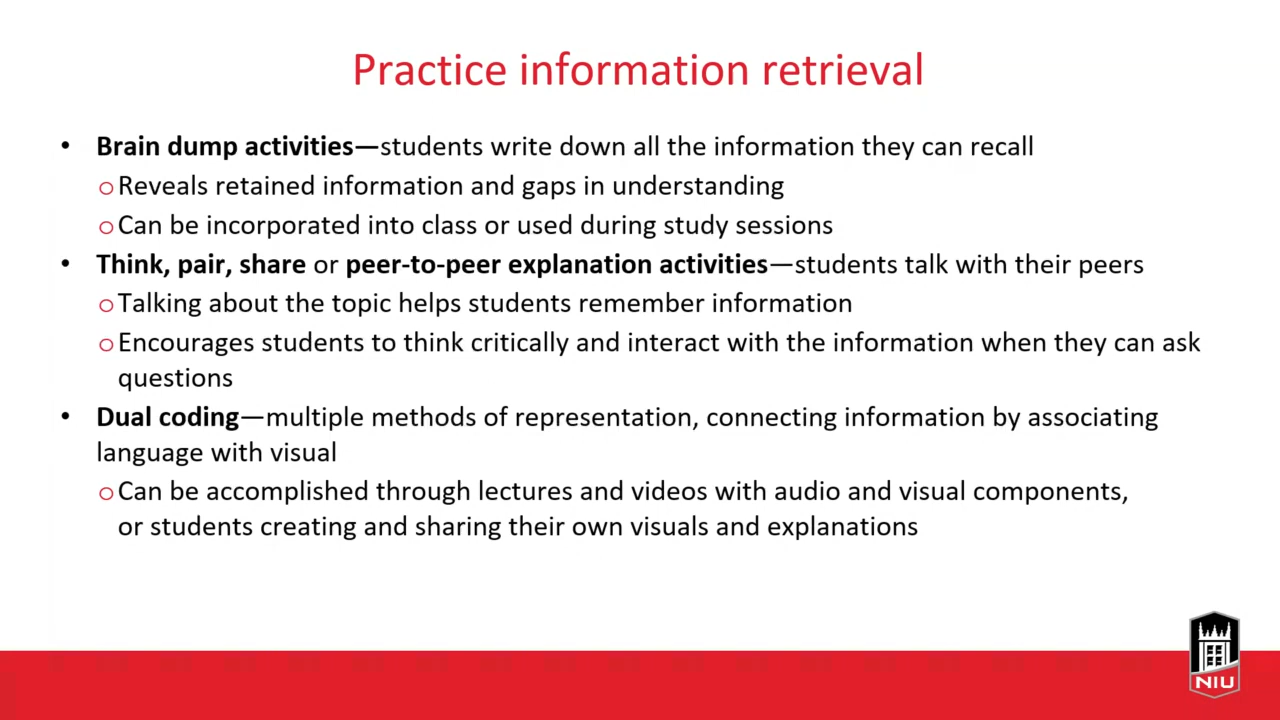 Practice information retrieval
• Brain dump activities—students write down all the information they can recall
o Reveals retained information and gaps in understanding
o Can be incorporated into class or used during study sessions
• Think, pair, share or peer-to-peer explanation activities—students talk with their peers
o Talking about the topic helps students remember information
o Encourages students to think critically and interact with the information when they can ask
questions
• Dual coding—multiple methods of representation, connecting information by associating
language with visual
o Can be accomplished through lectures and videos with audio and visual components,
or students creating and sharing their own visuals and explanations
NIU